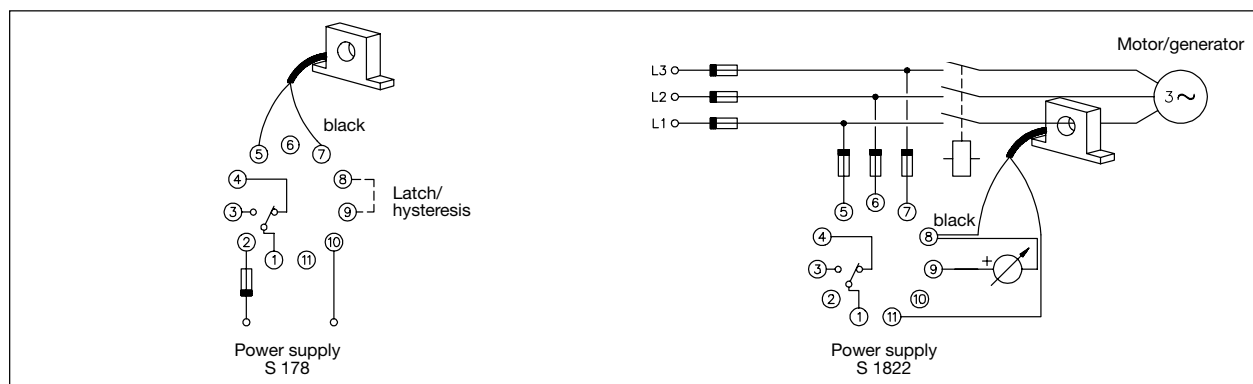 black
⑤ ⑥ ⑦
④ ⑧
③ ⑨
Latch/
hysteresis
② ① ⑪ ⑩
Power supply
S 178
Motor/generator
L3
L2
L1
3~
⑤ ⑥ ⑦
black
④ ⑧
③ ⑨ +
② ⑩
① ⑪
Power supply
S 1822